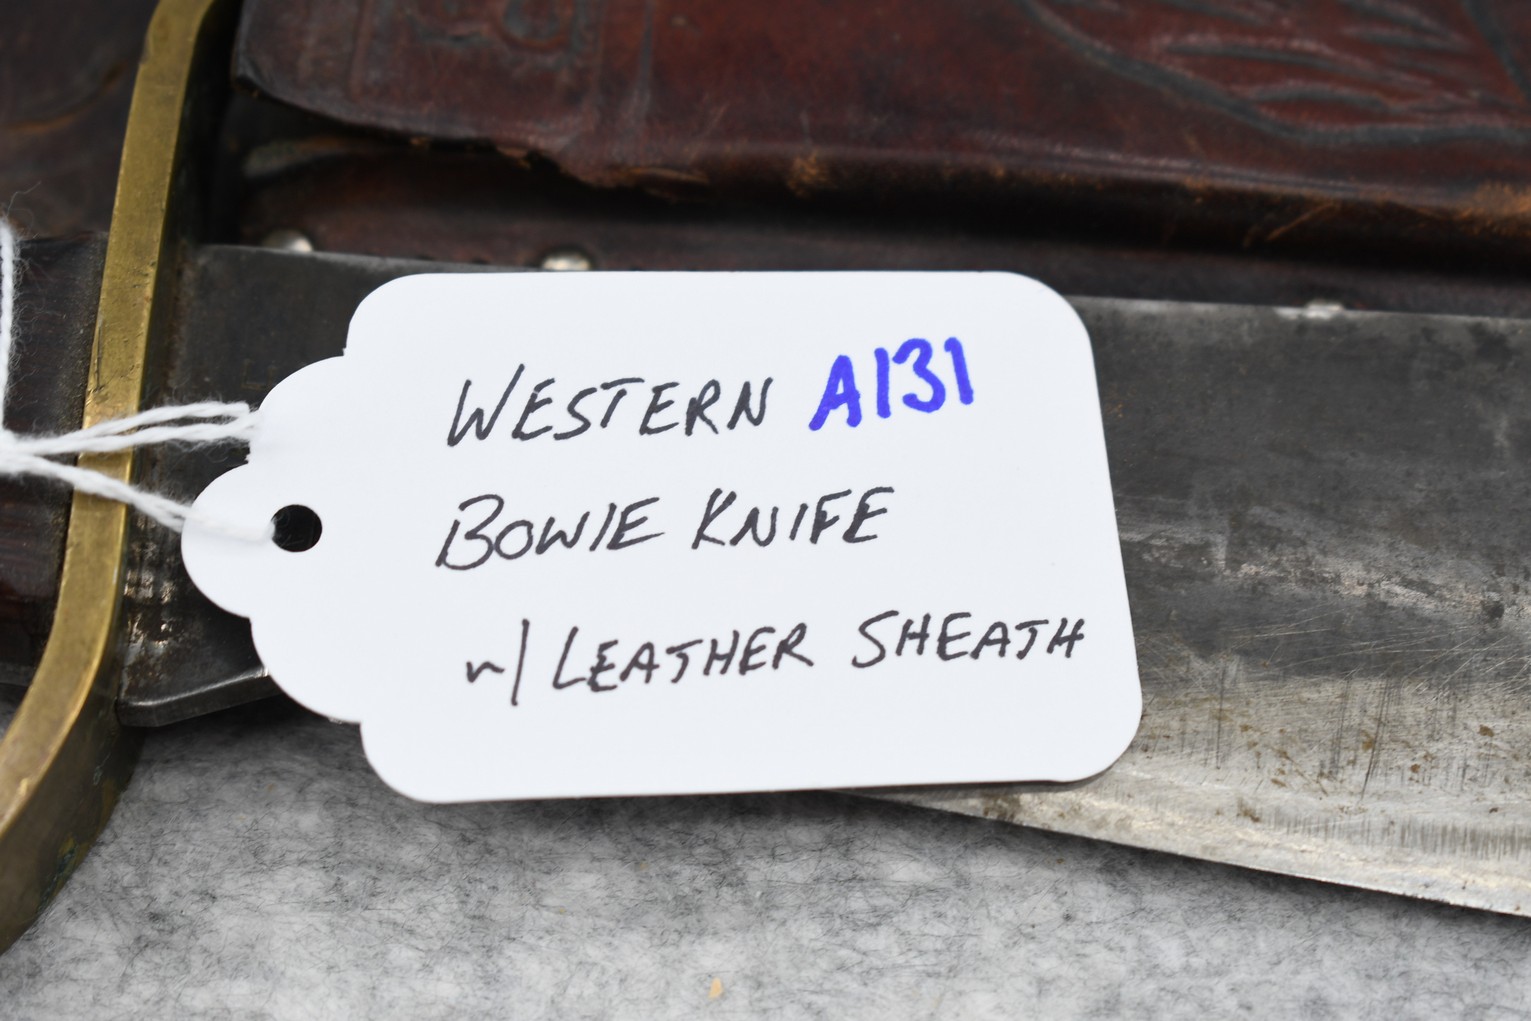 WESTERN A131
BOWIE KNIFE
w/ LEATHER SHEATH